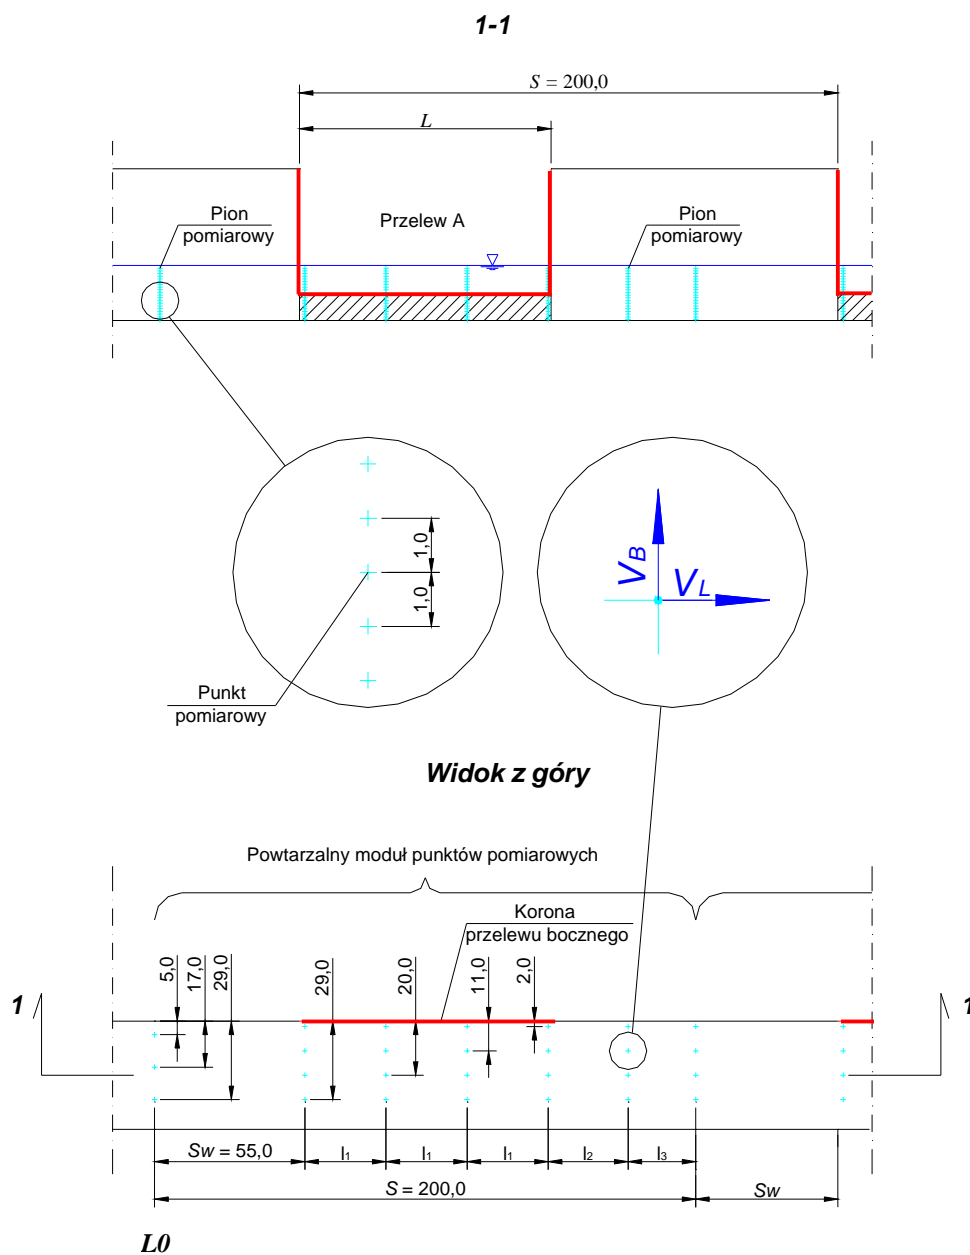 1-1
S = 200,0
L
Pion
pomiarowy
Przelew A
Pion
pomiarowy
1,0
1,0
VB
VL
Punkt
pomiarowy
Widok z góry
Powtarzalny moduł punktów pomiarowych
Korona
przelewu bocznego
5,0
17,0
29,0
29,0
20,0
11,0
2,0
1
1
Sw = 55,0
l1
l1
l1
l2
l3
S = 200,0
Sw
L0